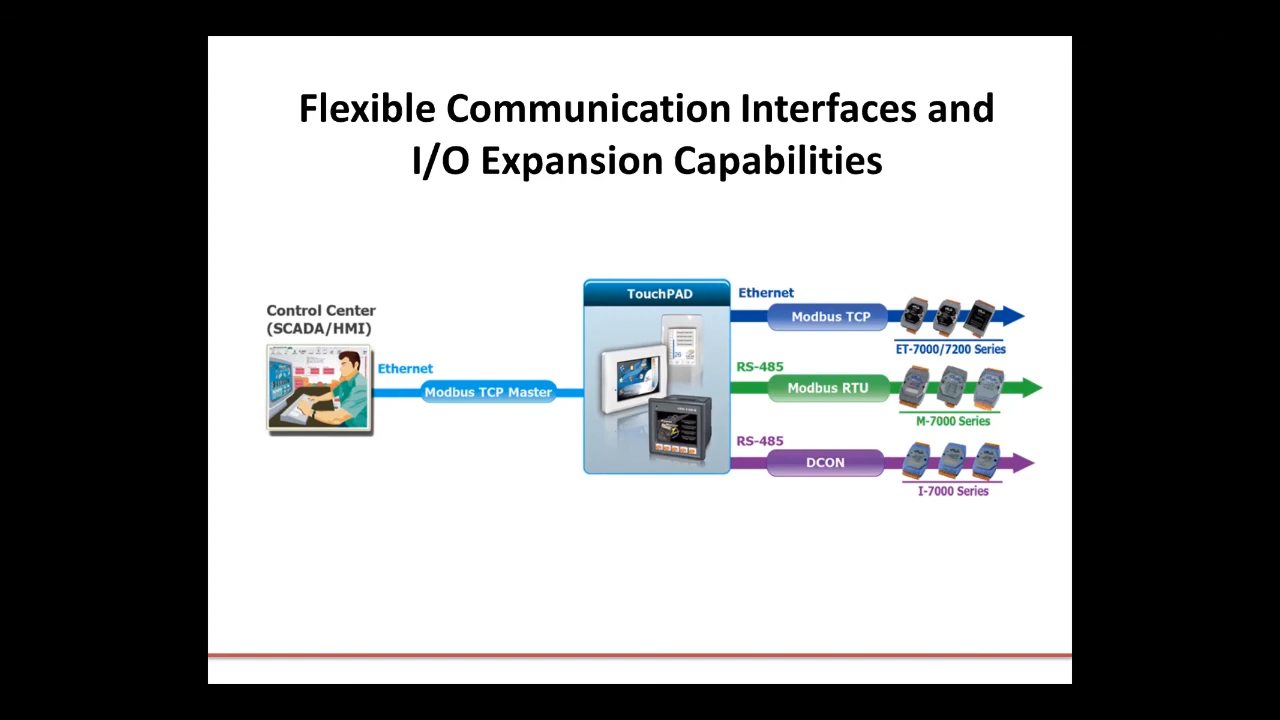 Flexible Communication Interfaces and
I/O Expansion Capabilities
Control Center
(SCADA/HMI)
Ethernet
Modbus TCP Master
TouchPAD
Ethernet
Modbus TCP
ET-7000/7200 Series
RS-485
Modbus RTU
M-7000 Series
RS-485
DCON
I-7000 Series